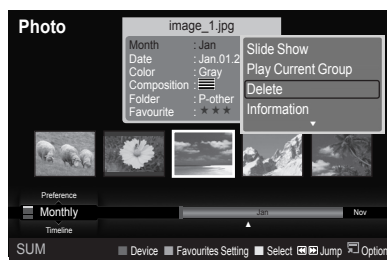 Photo
image_1.jpg
Month : Jan
Date : Jan.01.2
Color : Gray
Composition :
Folder : P-other
Favourite : ★ ★ ★
Slide Show
Play Current Group
Delete
Information
Preference
Monthly
Timeline
Jan
Nov
SUM
Device
Favourites Setting
Select
Jump
Option